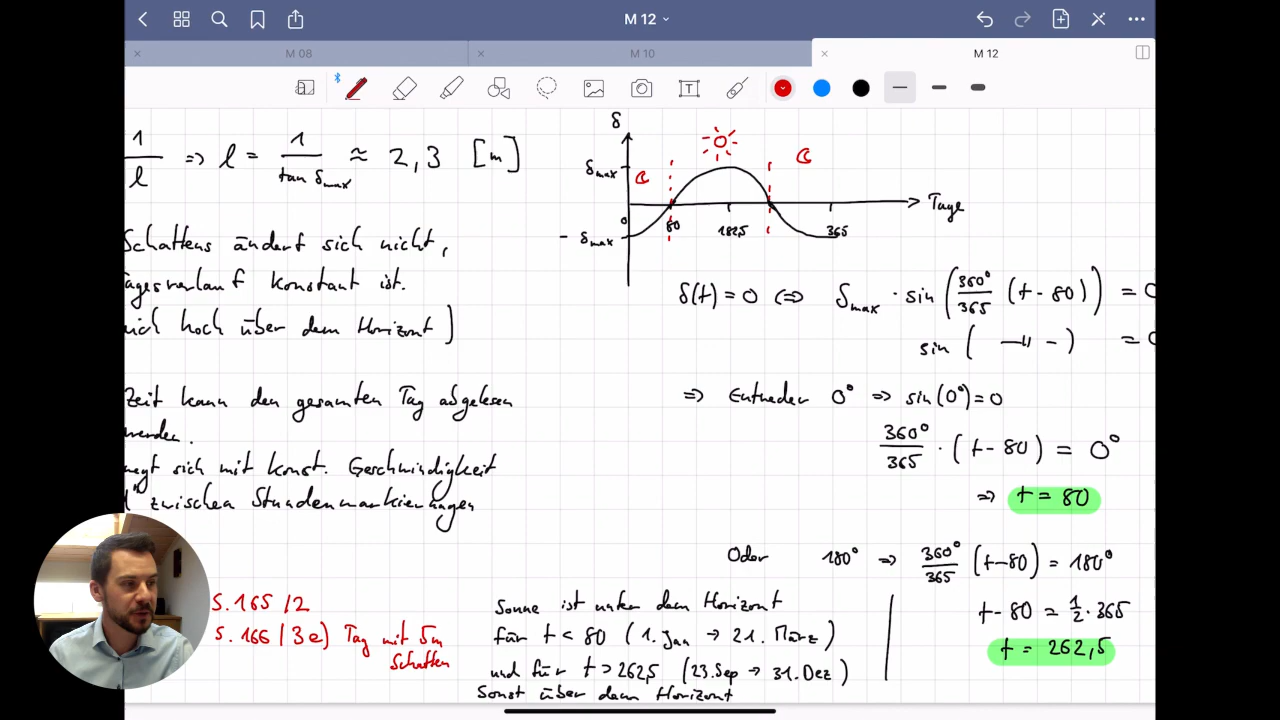 M 12
M 08
M 10
M 12
1/l => l = 1/tan δmax ≈ 2,3 [m]
Schattens ändert sich nicht,
agesverlauf konstant ist.
hoch über dem Horizont]
Zeit kann den gesamten Tag abgelesen
werden.
egt sich mit konst. Geschwindigkeit
zwischen Stundenmarkierungen
S. 165 /2
S. 166 / 3e) Tag mit 5m
Schatten
δ
δmax
0
- δmax
80
182,5
365
Tage
δ(t) = 0 <=> δmax · sin(360°/365 (t - 80)) = 0
sin( —"— ) = 0
=> Entweder 0° => sin(0°) = 0
360°/365 · (t - 80) = 0°
=> t = 80
Oder 180° => 360°/365 (t - 80) = 180°
t - 80 = 1/2 · 365
t = 262,5
Sonne ist unter dem Horizont
für t < 80 (1. Jan → 21. März)
und für t > 262,5 (23. Sep → 31. Dez)
Sonst über dem Horizont